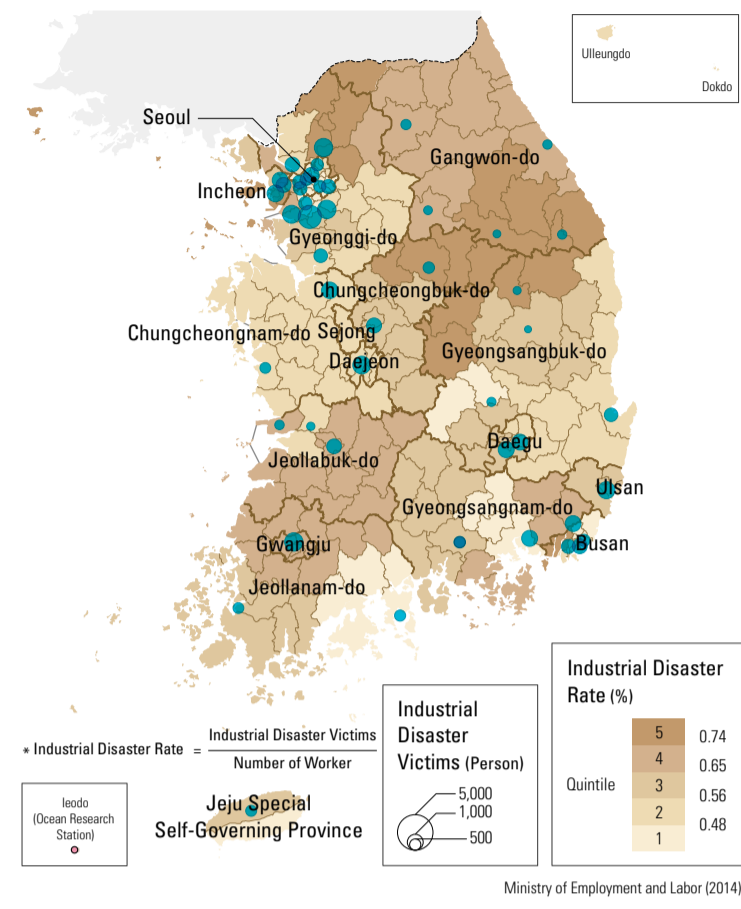 Ulleungdo
Dokdo
Seoul
Gangwon-do
Incheon
Gyeonggi-do
Chungcheongbuk-do
Chungcheongnam-do
Sejong
Gyeongsangbuk-do
Daejeon
Daegu
Jeollabuk-do
Ulsan
Gyeongsangnam-do
Gwangju
Busan
Jeollanam-do
Industrial Disaster
Rate (%)
5
4
3
2
1
Quintile
0.74
0.65
0.56
0.48
Industrial
Disaster
Victims (Person)
5,000
1,000
500
* Industrial Disaster Rate = Industrial Disaster Victims
Number of Worker
Ieodo
(Ocean Research
Station)
Jeju Special
Self-Governing Province
Ministry of Employment and Labor (2014)